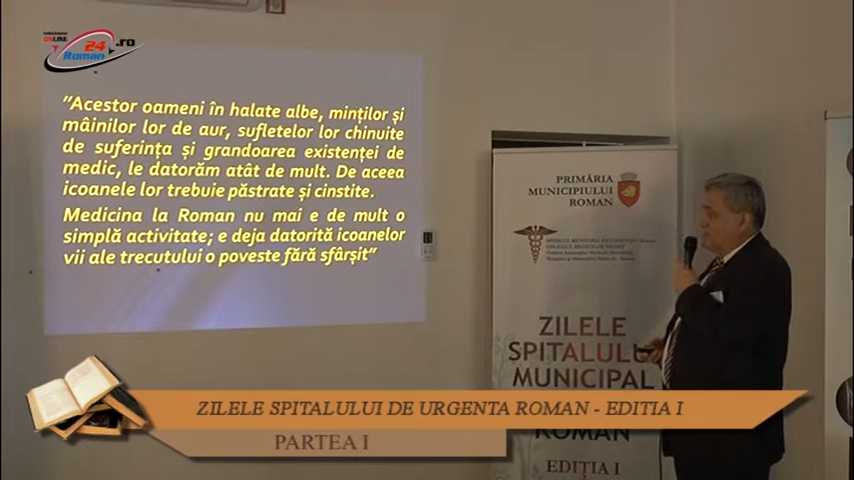 ONLINE
Roman 24 .ro
"Acestor oameni în halate albe, minților și
mâinilor lor de aur, sufletelor lor chinuite
de suferința și grandoarea existenței de
medic, le datorăm atât de mult. De aceea
icoanele lor trebuie păstrate și cinstite.
Medicina la Roman nu mai e de mult o
simplă activitate; e deja datorită icoanelor
vii ale trecutului o poveste fără sfârșit"
PRIMĂRIA
MUNICIPIULUI
ROMAN
ZILELE
SPITALULUI
MUNICIPAL
ROMAN
EDIȚIA I
ZILELE SPITALULUI DE URGENTA ROMAN - EDITIA I
PARTEA I